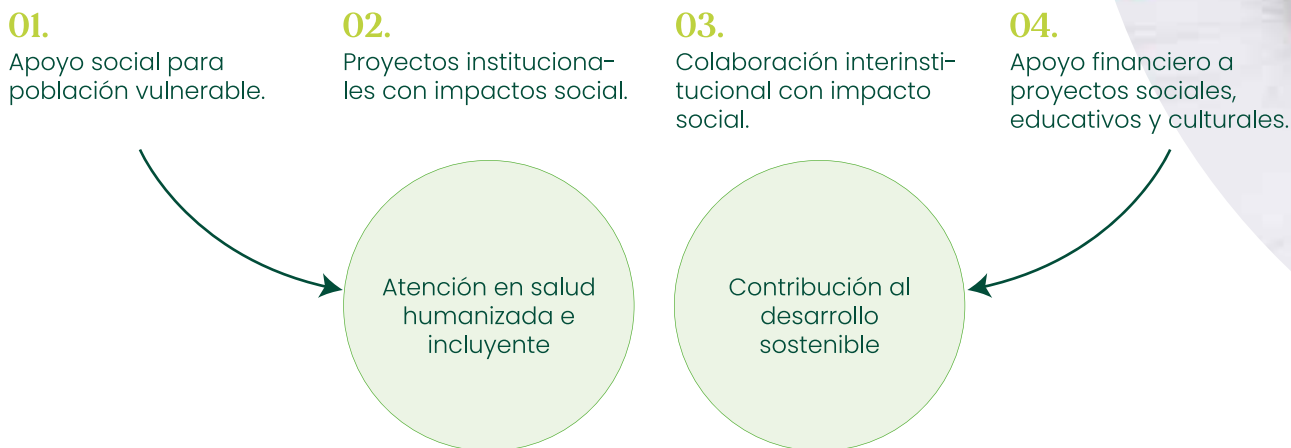 01.
Apoyo social para
población vulnerable.
02.
Proyectos instituciona-
les con impactos social.
03.
Colaboración interinsti-
tucional con impacto
social.
04.
Apoyo financiero a
proyectos sociales,
educativos y culturales.
Atención en salud
humanizada e
incluyente
Contribución al
desarrollo
sostenible